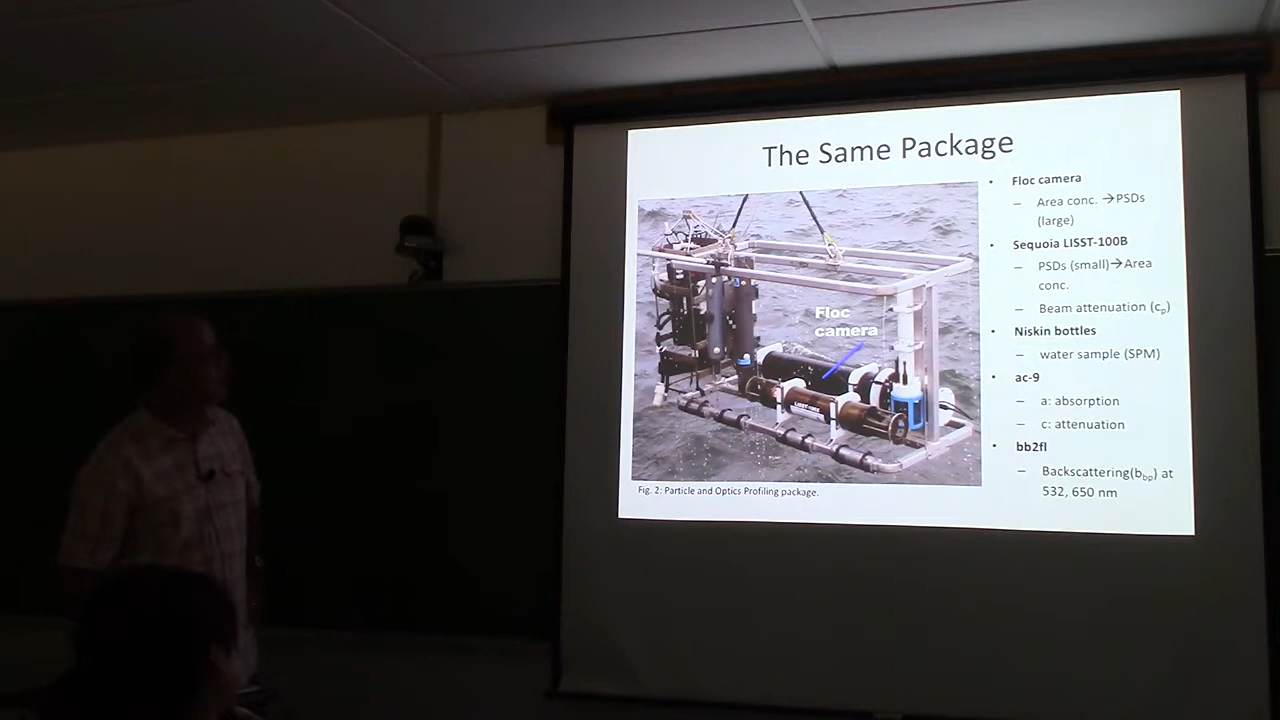 The Same Package
Floc
camera
LISST-100X
Fig. 2: Particle and Optics Profiling package.
• Floc camera
– Area conc. →PSDs
(large)
• Sequoia LISST-100B
– PSDs (small)→Area
conc.
– Beam attenuation (cp)
• Niskin bottles
– water sample (SPM)
• ac-9
– a: absorption
– c: attenuation
• bb2fl
– Backscattering(bbp) at
532, 650 nm